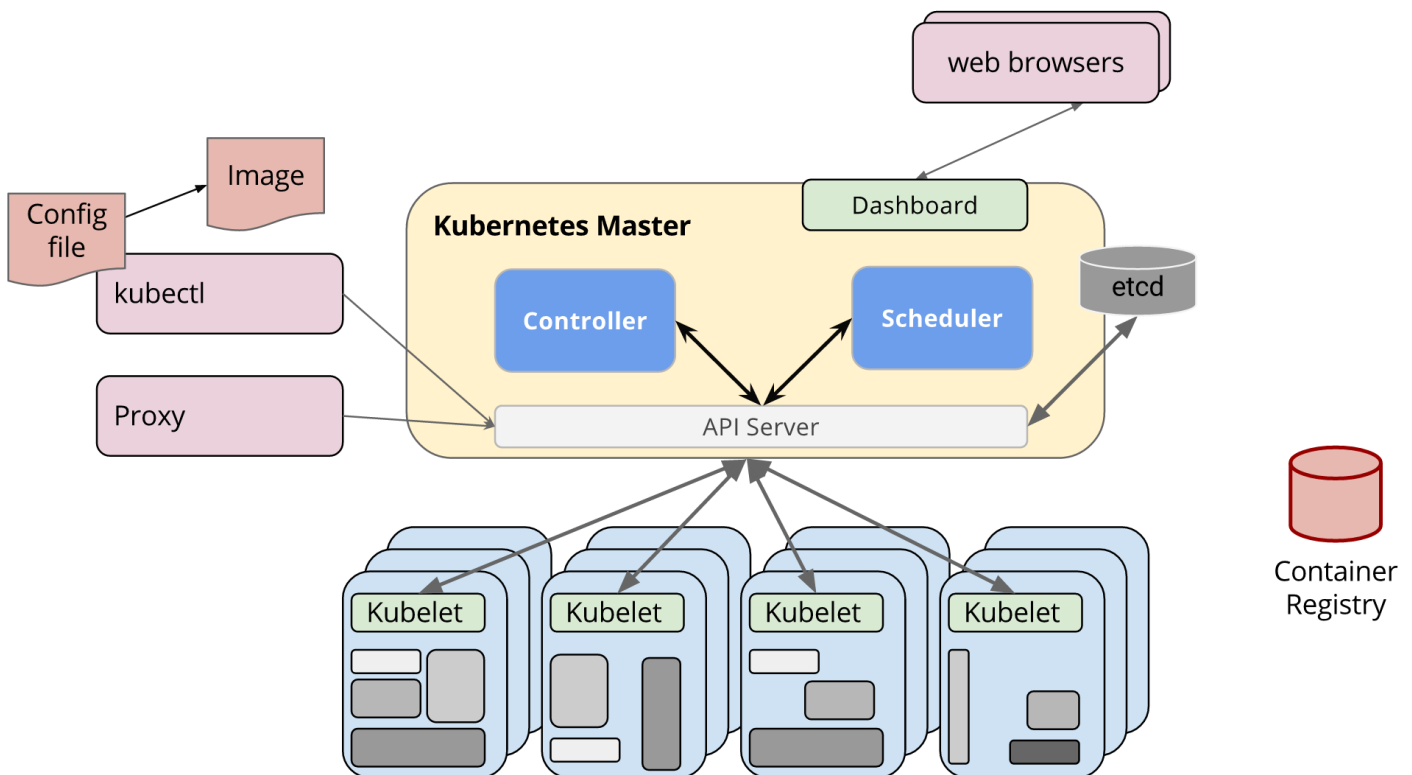 web browsers
Image
Config
file
Dashboard
Kubernetes Master
kubectl
etcd
Controller
Scheduler
Proxy
API Server
Kubelet
Kubelet
Kubelet
Kubelet
Container
Registry